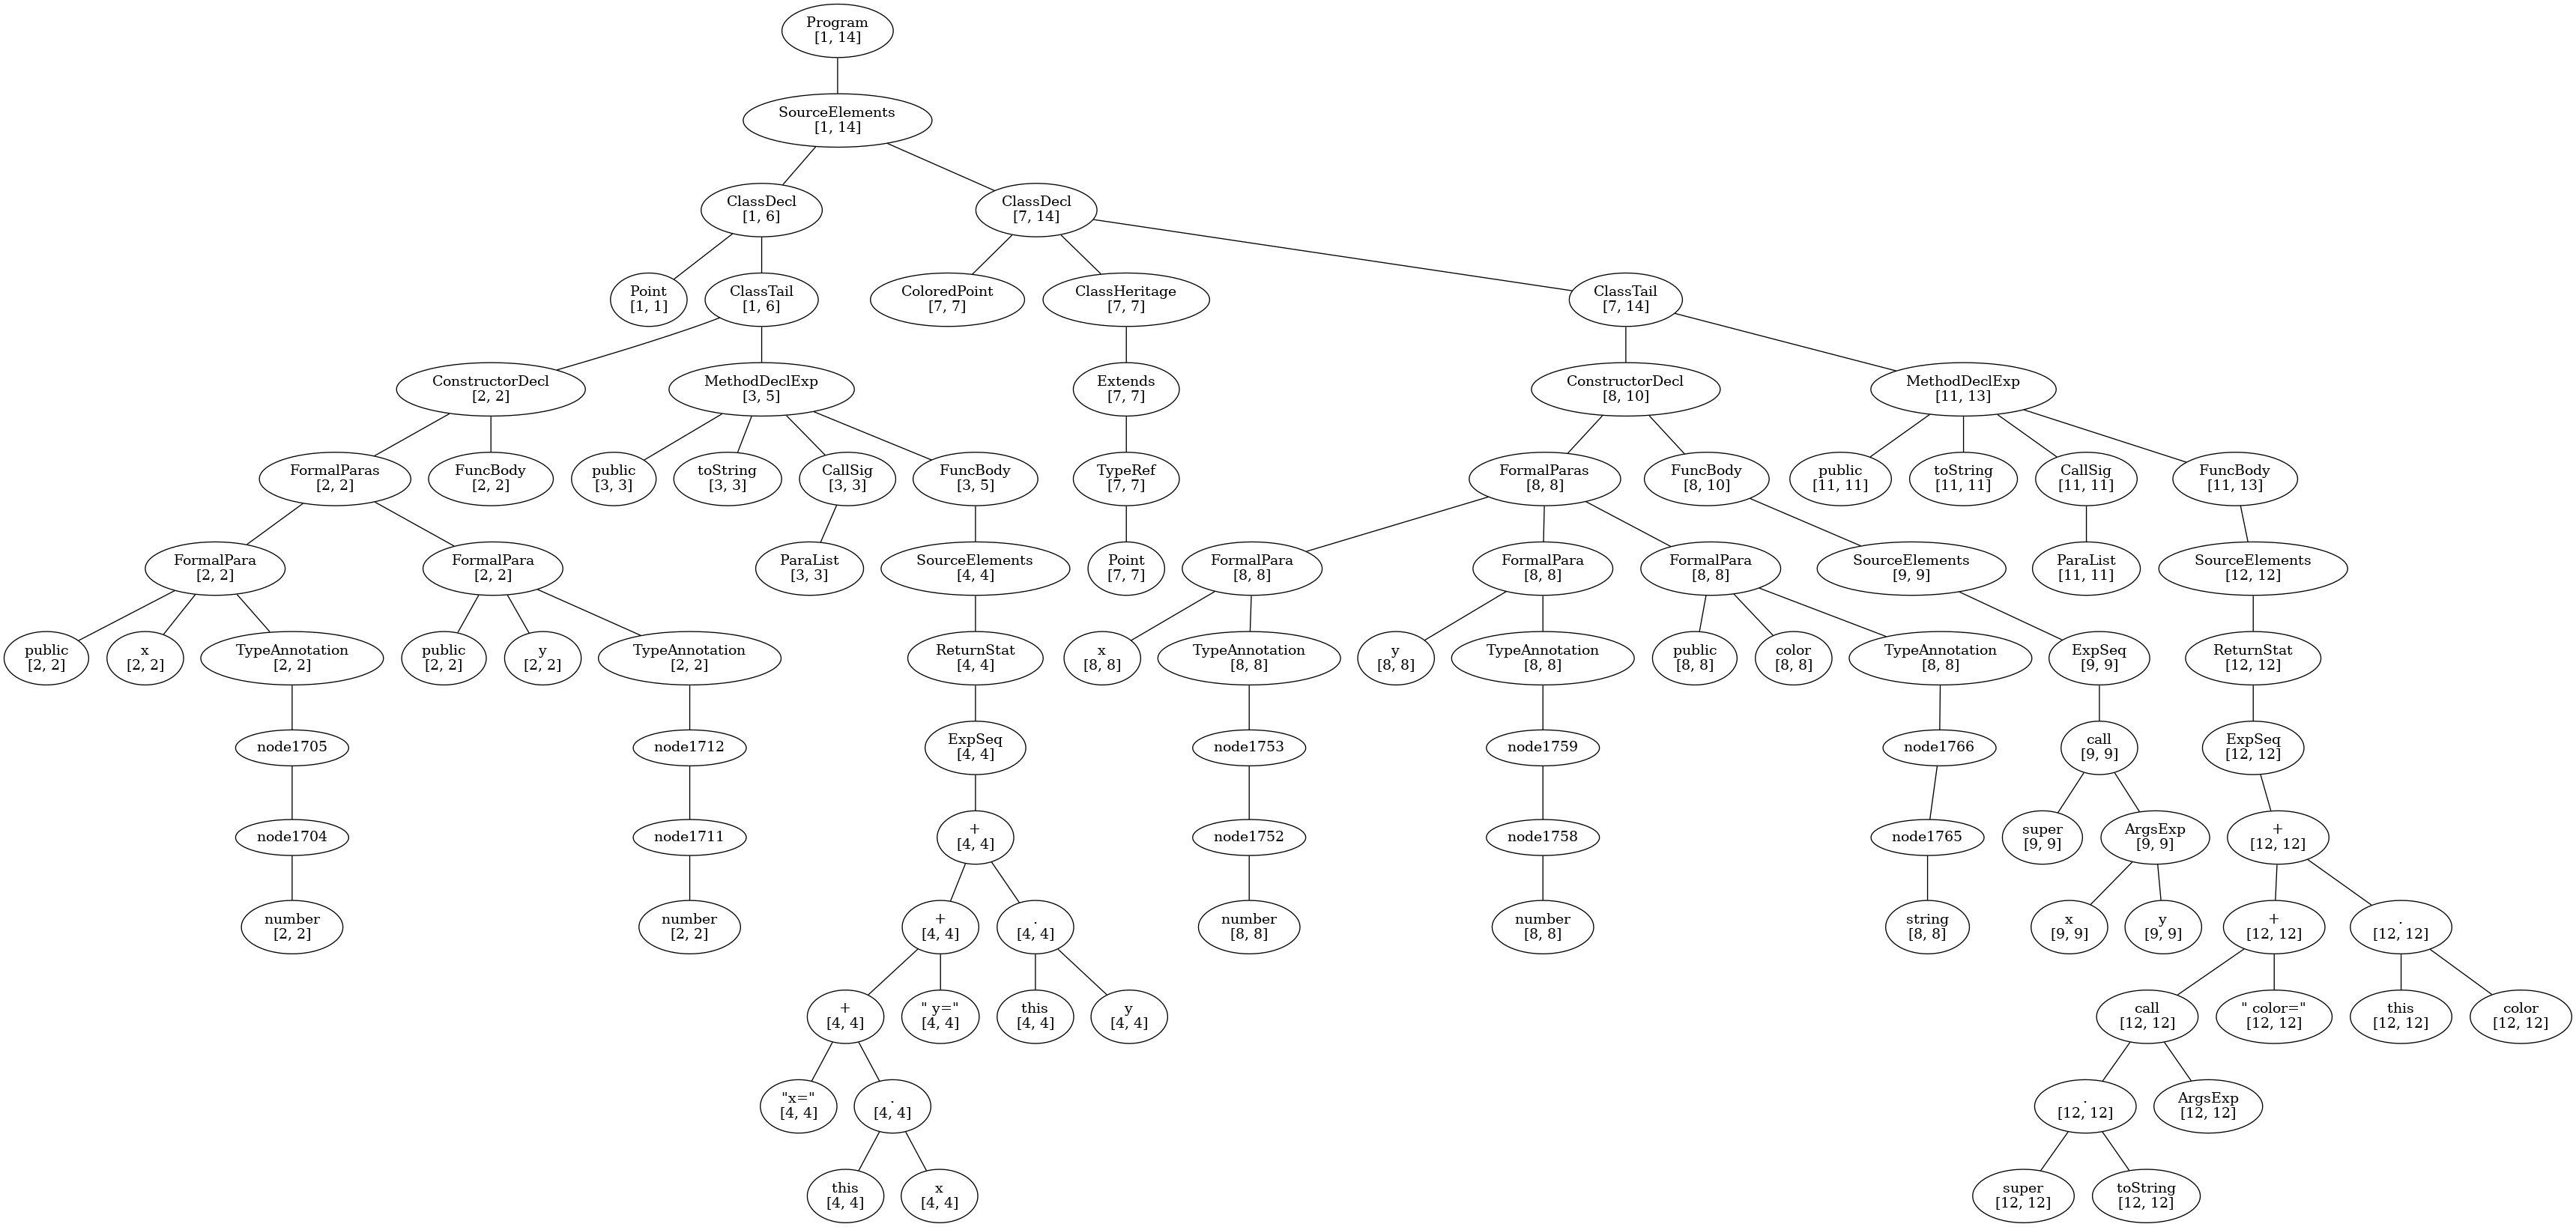 Program
[1, 14]
SourceElements
[1, 14]
ClassDecl
[1, 6]
ClassDecl
[7, 14]
Point
[1, 1]
ClassTail
[1, 6]
ColoredPoint
[7, 7]
ClassHeritage
[7, 7]
ClassTail
[7, 14]
ConstructorDecl
[2, 2]
MethodDeclExp
[3, 5]
Extends
[7, 7]
ConstructorDecl
[8, 10]
MethodDeclExp
[11, 13]
FormalParas
[2, 2]
FuncBody
[2, 2]
public
[3, 3]
toString
[3, 3]
CallSig
[3, 3]
FuncBody
[3, 5]
TypeRef
[7, 7]
FormalParas
[8, 8]
FuncBody
[8, 10]
public
[11, 11]
toString
[11, 11]
CallSig
[11, 11]
FuncBody
[11, 13]
FormalPara
[2, 2]
FormalPara
[2, 2]
ParaList
[3, 3]
SourceElements
[4, 4]
Point
[7, 7]
FormalPara
[8, 8]
FormalPara
[8, 8]
FormalPara
[8, 8]
SourceElements
[9, 9]
ParaList
[11, 11]
SourceElements
[12, 12]
public
[2, 2]
x
[2, 2]
TypeAnnotation
[2, 2]
public
[2, 2]
y
[2, 2]
TypeAnnotation
[2, 2]
ReturnStat
[4, 4]
x
[8, 8]
TypeAnnotation
[8, 8]
y
[8, 8]
TypeAnnotation
[8, 8]
public
[8, 8]
color
[8, 8]
TypeAnnotation
[8, 8]
ExpSeq
[9, 9]
ReturnStat
[12, 12]
node1705
node1712
ExpSeq
[4, 4]
node1753
node1759
node1766
call
[9, 9]
ExpSeq
[12, 12]
node1704
node1711
+
[4, 4]
node1752
node1758
node1765
super
[9, 9]
ArgsExp
[9, 9]
+
[12, 12]
number
[2, 2]
number
[2, 2]
+
[4, 4]
.
[4, 4]
number
[8, 8]
number
[8, 8]
string
[8, 8]
x
[9, 9]
y
[9, 9]
+
[12, 12]
.
[12, 12]
+
[4, 4]
" y="
[4, 4]
this
[4, 4]
y
[4, 4]
call
[12, 12]
" color="
[12, 12]
this
[12, 12]
color
[12, 12]
"x="
[4, 4]
.
[4, 4]
.
[12, 12]
ArgsExp
[12, 12]
this
[4, 4]
x
[4, 4]
super
[12, 12]
toString
[12, 12]